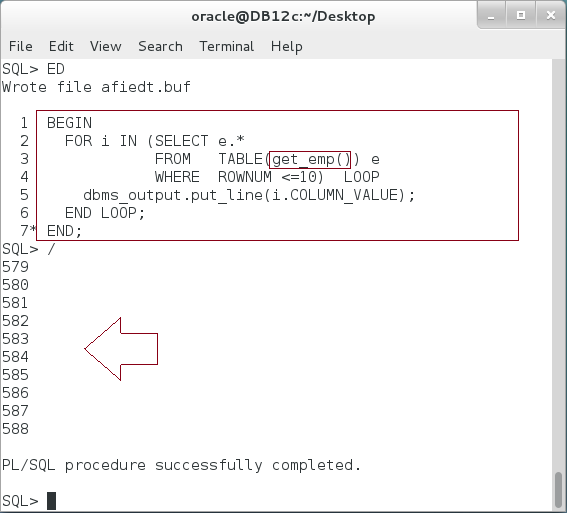 oracle@DB12c:~/Desktop
File Edit View Search Terminal Help
SQL> ED
Wrote file afiedt.buf
1 BEGIN
2 FOR i IN (SELECT e.*
3 FROM TABLE(get_emp()) e
4 WHERE ROWNUM <=10) LOOP
5 dbms_output.put_line(i.COLUMN_VALUE);
6 END LOOP;
7* END;
SQL> /
579
580
581
582
583
584
585
586
587
588
PL/SQL procedure successfully completed.
SQL>